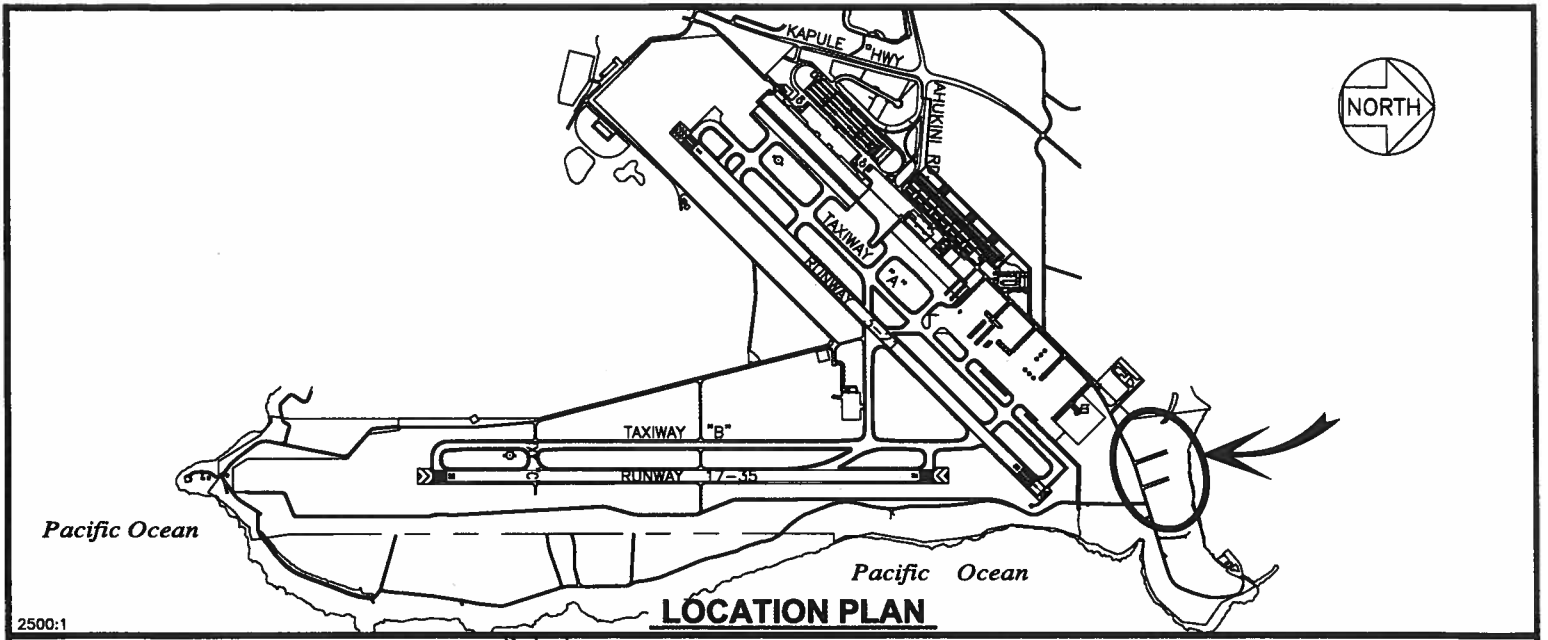 KAPULE HWY
AHUKINI RD
NORTH
TAXIWAY "A"
RUNWAY
TAXIWAY "B"
RUNWAY 17-35
Pacific Ocean
Pacific Ocean
LOCATION PLAN
2500:1